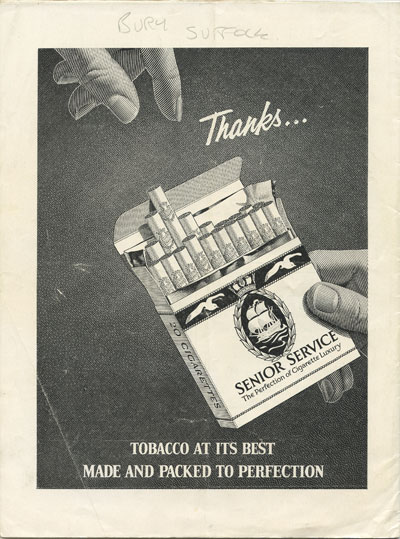 BURY SUFFOLK
Thanks...
20 CIGARETTES
SENIOR SERVICE
The Perfection of Cigarette Luxury
TOBACCO AT ITS BEST
MADE AND PACKED TO PERFECTION